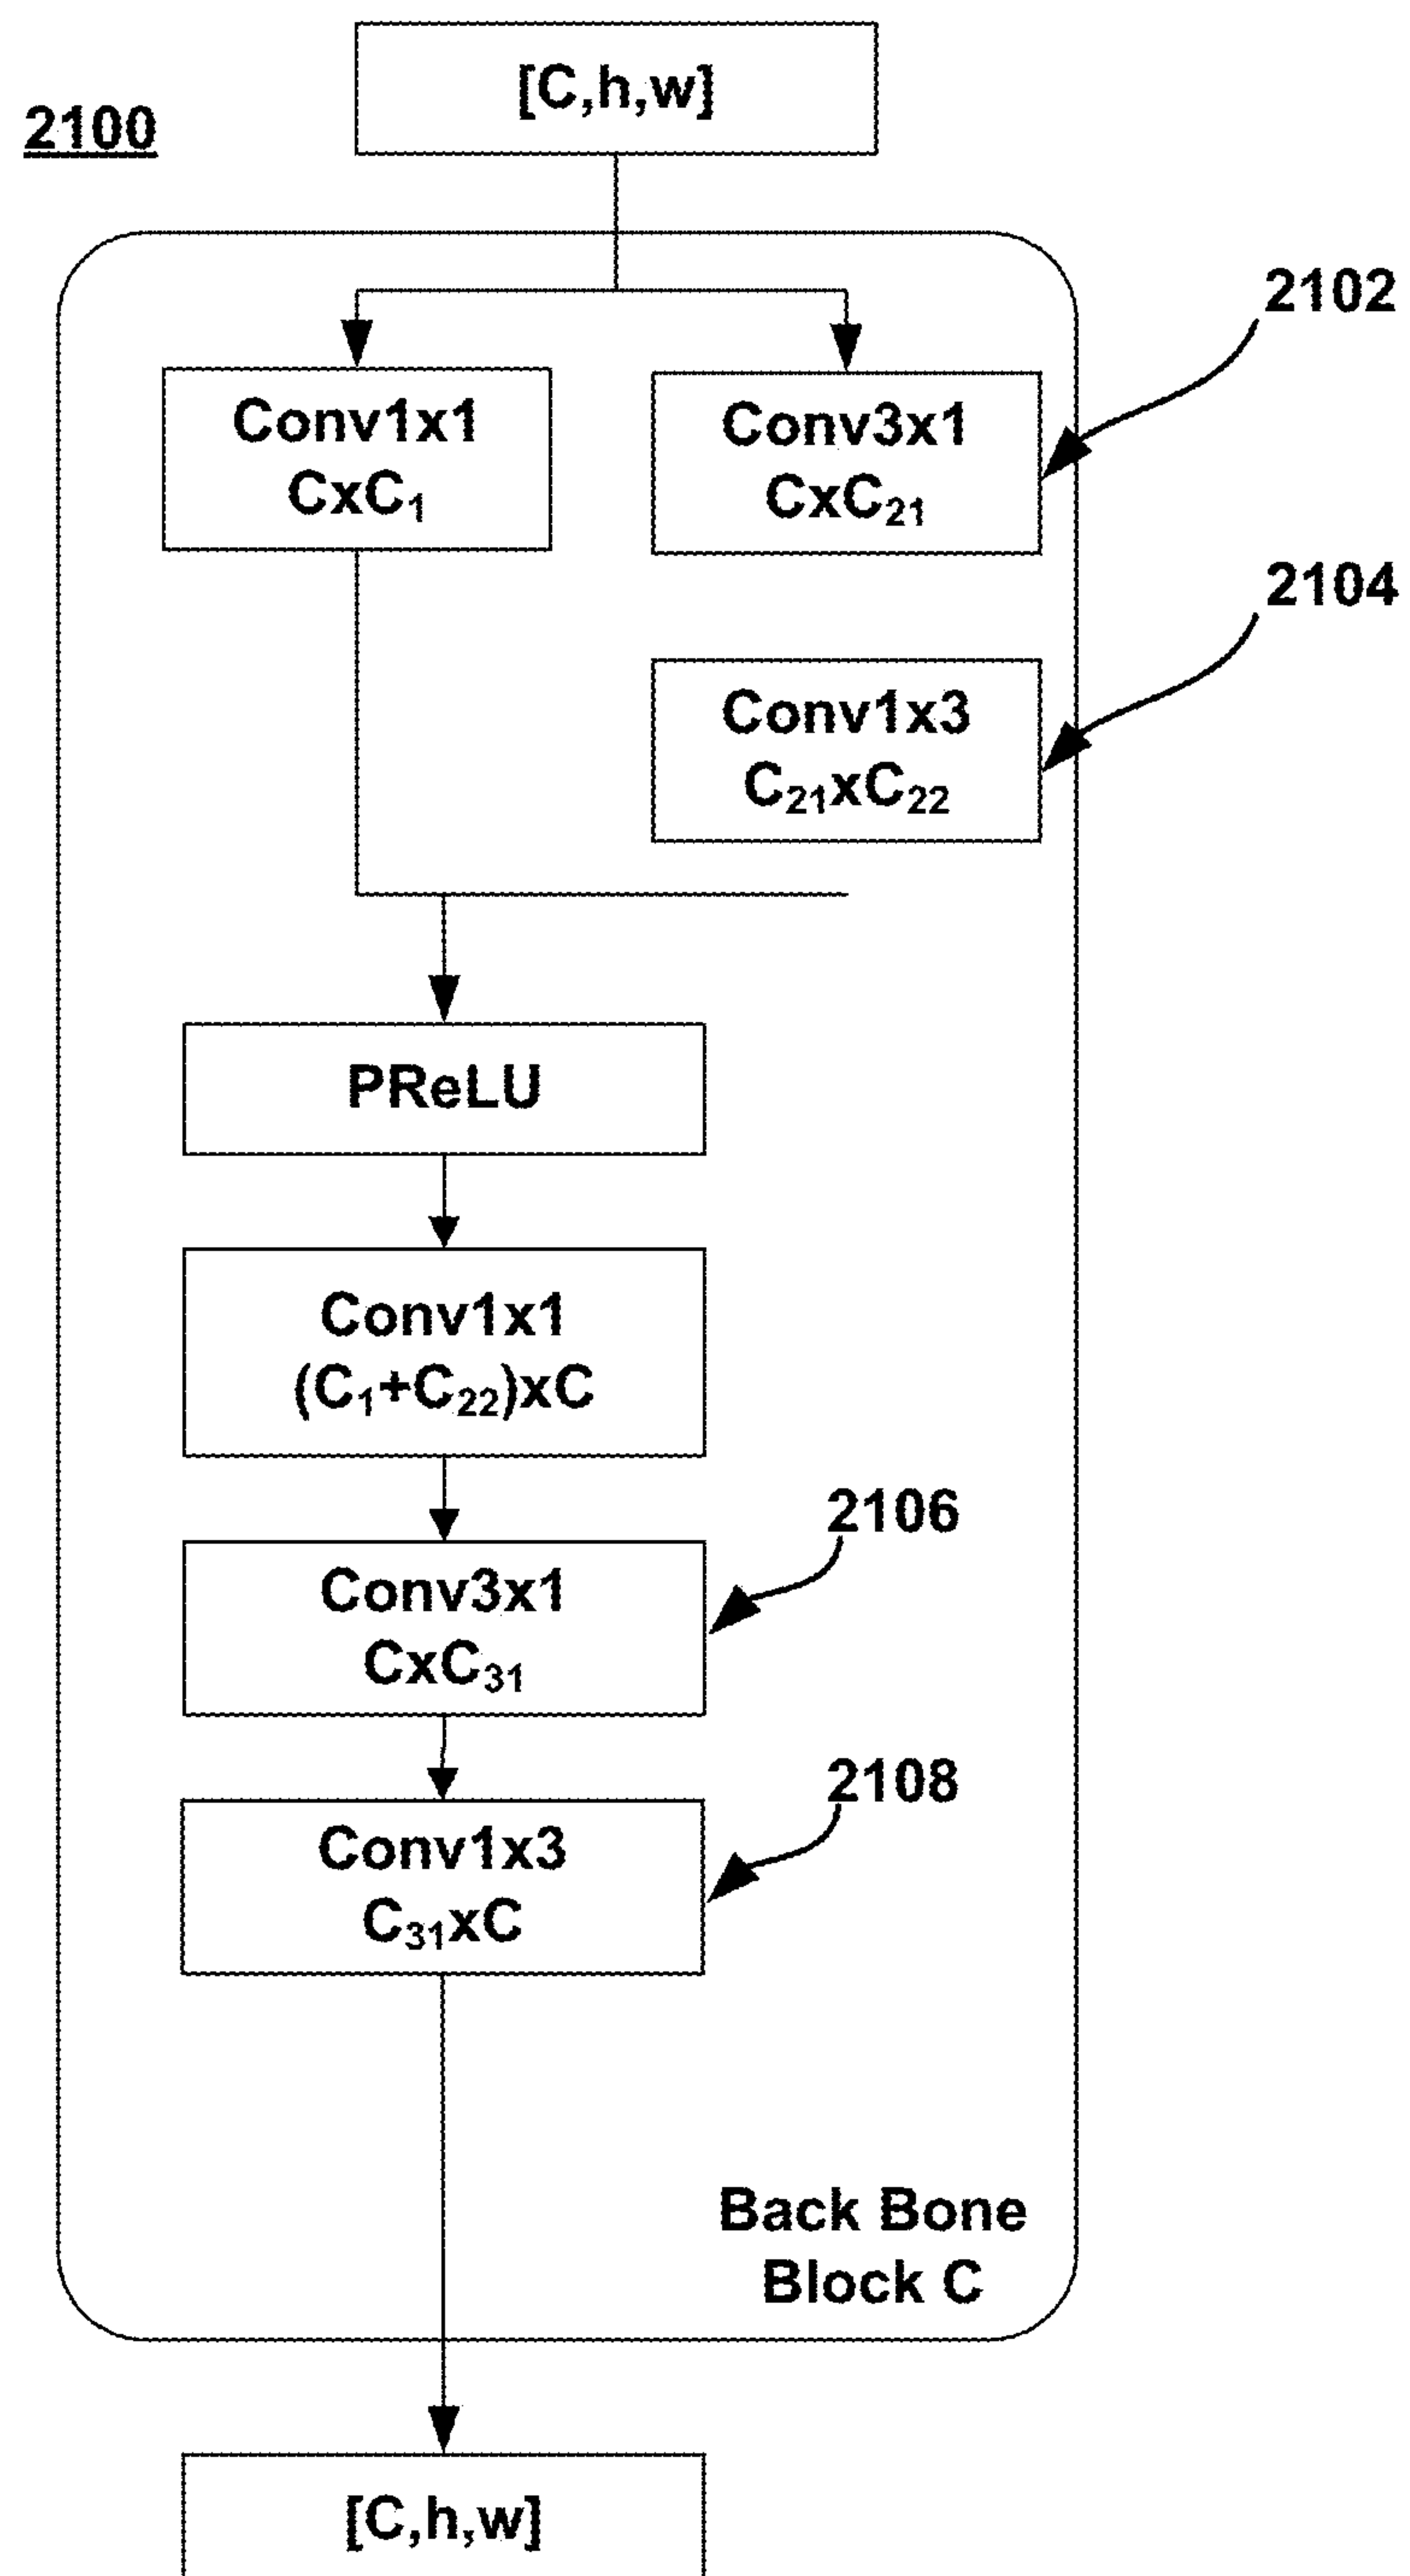 [C,h,w]
2100
2102
Conv1x1
CxC₁
Conv3x1
CxC₂₁
2104
Conv1x3
C₂₁xC₂₂
PReLU
Conv1x1
(C₁+C₂₂)xC
2106
Conv3x1
CxC₃₁
2108
Conv1x3
C₃₁xC
Back Bone
Block C
[C,h,w]